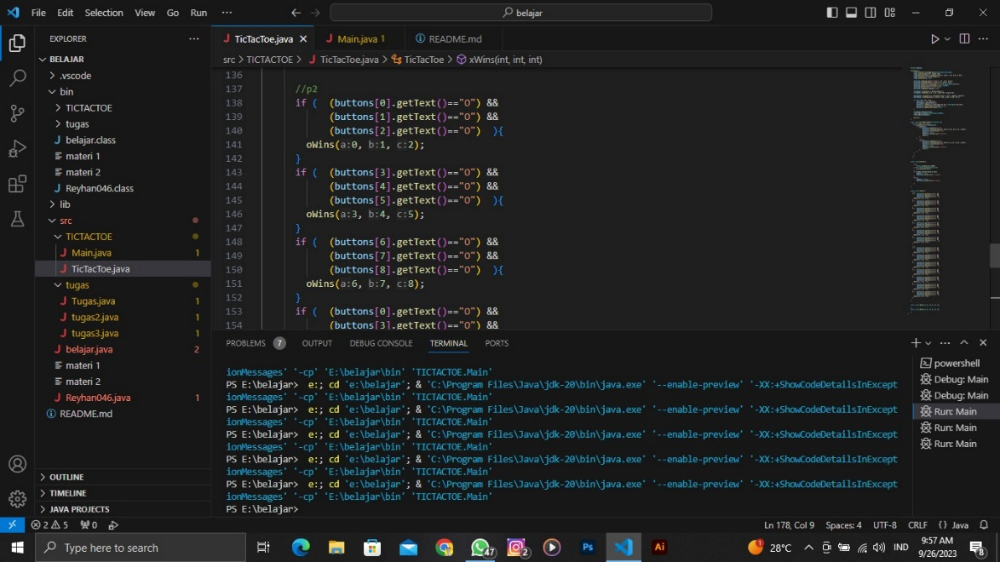 File Edit Selection View Go Run ··· belajar
EXPLORER ···
BELAJAR
.vscode
bin
TICTACTOE
tugas
belajar.class
materi 1
materi 2
Reyhan046.class
lib
src
TICTACTOE
Main.java 1
TicTacToe.java
tugas
Tugas.java 1
tugas2.java 1
tugas3.java 1
belajar.java 2
materi 1
materi 2
Reyhan046.java 1
README.md
OUTLINE
TIMELINE
JAVA PROJECTS
TicTacToe.java Main.java 1 README.md
src > TICTACTOE > TicTacToe.java > TicTacToe > xWins(int, int, int)
136
137 //p2
138 if ( (buttons[0].getText()=="O") &&
139 (buttons[1].getText()=="O") &&
140 (buttons[2].getText()=="O") ){
141 oWins(a:0, b:1, c:2);
142 }
143 if ( (buttons[3].getText()=="O") &&
144 (buttons[4].getText()=="O") &&
145 (buttons[5].getText()=="O") ){
146 oWins(a:3, b:4, c:5);
147 }
148 if ( (buttons[6].getText()=="O") &&
149 (buttons[7].getText()=="O") &&
150 (buttons[8].getText()=="O") ){
151 oWins(a:6, b:7, c:8);
152 }
153 if ( (buttons[0].getText()=="O") &&
154 (buttons[3].getText()=="O") &&
PROBLEMS 7 OUTPUT DEBUG CONSOLE TERMINAL PORTS
ionMessages' '-cp' 'E:\belajar\bin' 'TICTACTOE.Main'
PS E:\belajar> e:; cd 'e:\belajar'; & 'C:\Program Files\Java\jdk-20\bin\java.exe' '--enable-preview' '-XX:+ShowCodeDetailsInExcept
ionMessages' '-cp' 'E:\belajar\bin' 'TICTACTOE.Main'
PS E:\belajar> e:; cd 'e:\belajar'; & 'C:\Program Files\Java\jdk-20\bin\java.exe' '--enable-preview' '-XX:+ShowCodeDetailsInExcept
ionMessages' '-cp' 'E:\belajar\bin' 'TICTACTOE.Main'
PS E:\belajar> e:; cd 'e:\belajar'; & 'C:\Program Files\Java\jdk-20\bin\java.exe' '--enable-preview' '-XX:+ShowCodeDetailsInExcept
ionMessages' '-cp' 'E:\belajar\bin' 'TICTACTOE.Main'
PS E:\belajar> e:; cd 'e:\belajar'; & 'C:\Program Files\Java\jdk-20\bin\java.exe' '--enable-preview' '-XX:+ShowCodeDetailsInExcept
ionMessages' '-cp' 'E:\belajar\bin' 'TICTACTOE.Main'
PS E:\belajar> e:; cd 'e:\belajar'; & 'C:\Program Files\Java\jdk-20\bin\java.exe' '--enable-preview' '-XX:+ShowCodeDetailsInExcept
ionMessages' '-cp' 'E:\belajar\bin' 'TICTACTOE.Main'
PS E:\belajar>
powershell
Debug: Main
Debug: Main
Run: Main
Run: Main
Run: Main
2 5 0 Ln 178, Col 9 Spaces: 4 UTF-8 CRLF {} Java
Type here to search 47 2 Ps Ai 1 28°C IND 9:57 AM
9/26/2023 8